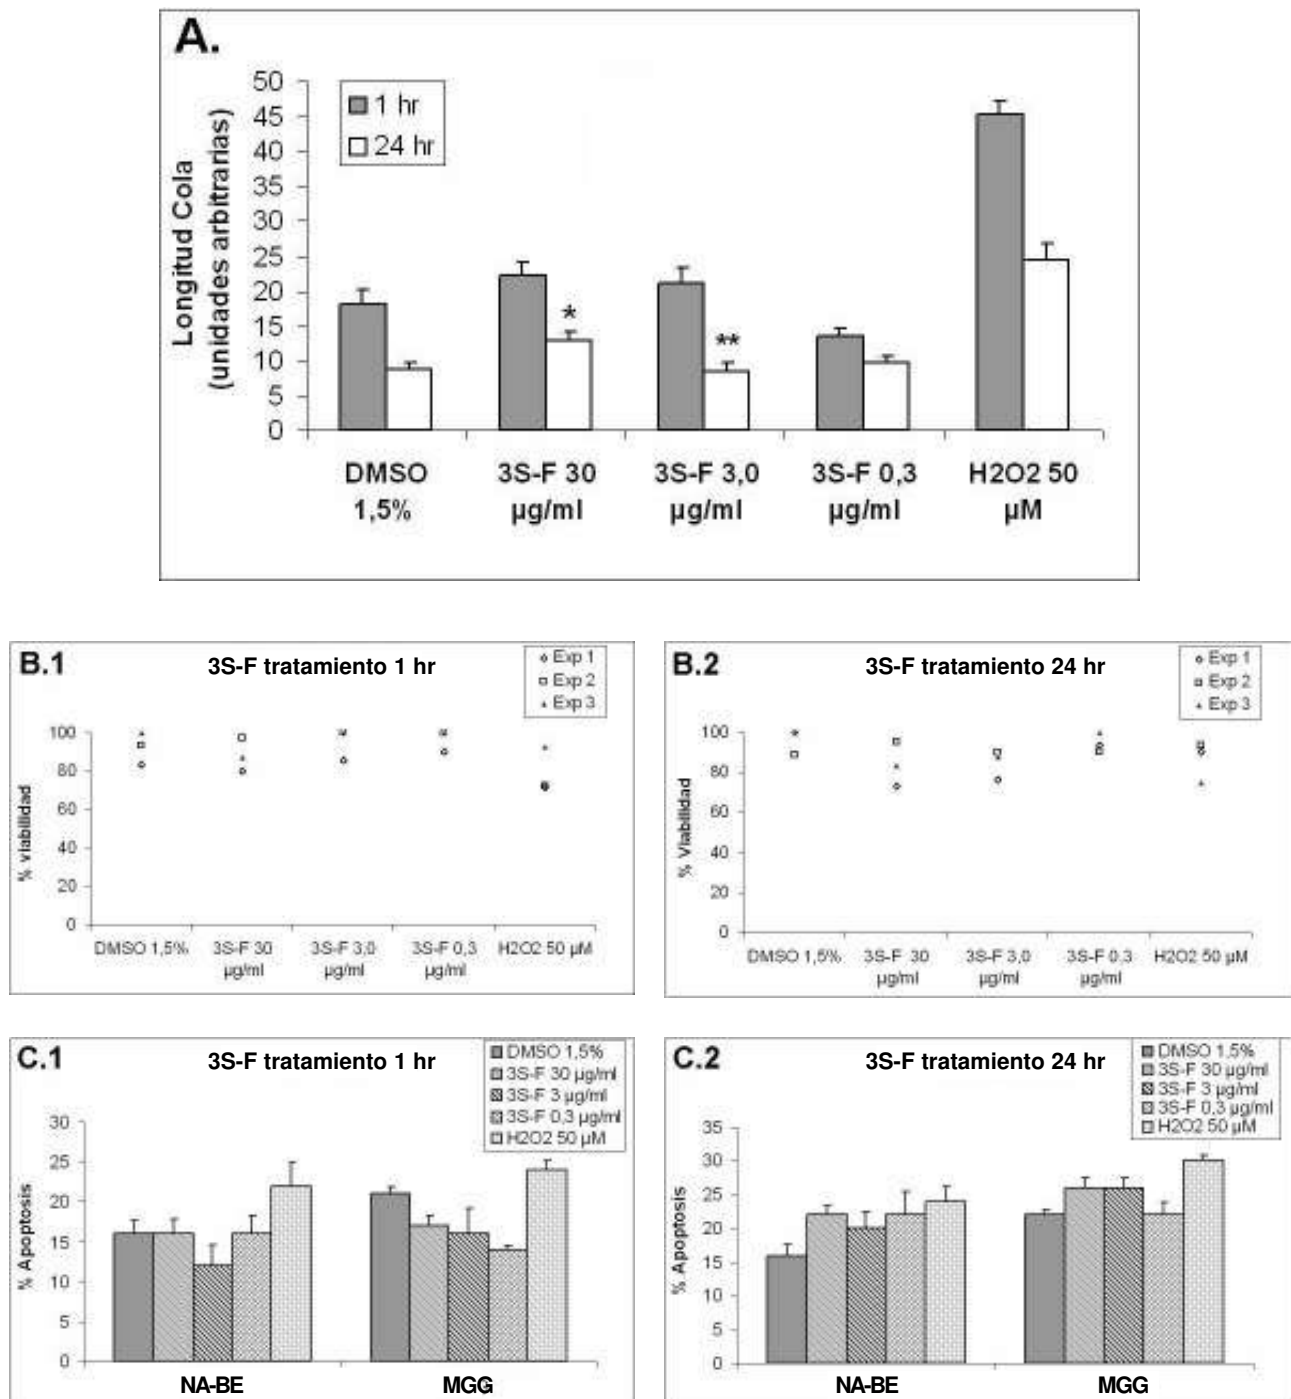 A.
50
45
40
35
30
25
20
15
10
5
0
Longitud Cola
(unidades arbitrarias)
1 hr
24 hr
*
**
DMSO
1,5%
3S-F 30
µg/ml
3S-F 3,0
µg/ml
3S-F 0,3
µg/ml
H2O2 50
µM
B.1
3S-F tratamiento 1 hr
Exp 1
Exp 2
Exp 3
100
80
60
40
20
0
% viabilidad
DMSO 1,5%
3S-F 30
µg/ml
3S-F 3,0
µg/ml
3S-F 0,3
µg/ml
H2O2 50 µM
B.2
3S-F tratamiento 24 hr
Exp 1
Exp 2
Exp 3
100
80
60
40
20
0
% Viabilidad
DMSO 1,5%
3S-F 30
µg/ml
3S-F 3,0
µg/ml
3S-F 0,3
µg/ml
H2O2 50 µM
C.1
3S-F tratamiento 1 hr
DMSO 1,5%
3S-F 30 µg/ml
3S-F 3 µg/ml
3S-F 0,3 µg/ml
H2O2 50 µM
30
25
20
15
10
5
0
% Apoptosis
NA-BE
MGG
C.2
3S-F tratamiento 24 hr
DMSO 1,5%
3S-F 30 µg/ml
3S-F 3 µg/ml
3S-F 0,3 µg/ml
H2O2 50 µM
35
30
25
20
15
10
5
0
% Apoptosis
NA-BE
MGG